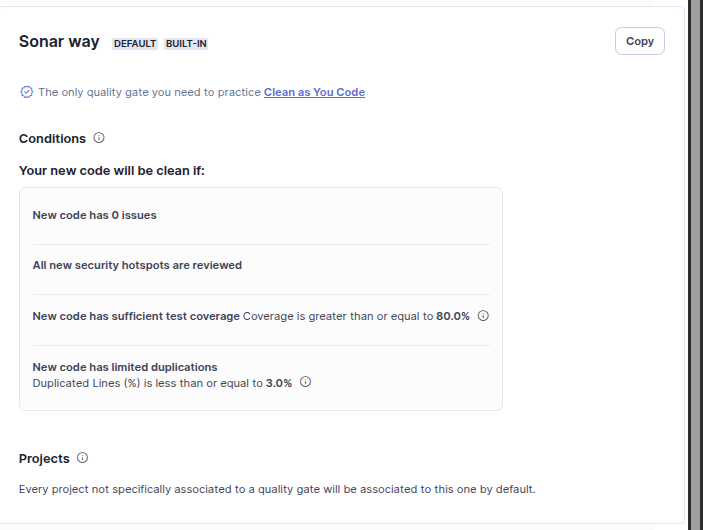 Sonar way DEFAULT BUILT-IN Copy
The only quality gate you need to practice Clean as You Code
Conditions
Your new code will be clean if:
New code has 0 issues
All new security hotspots are reviewed
New code has sufficient test coverage Coverage is greater than or equal to 80.0%
New code has limited duplications
Duplicated Lines (%) is less than or equal to 3.0%
Projects
Every project not specifically associated to a quality gate will be associated to this one by default.